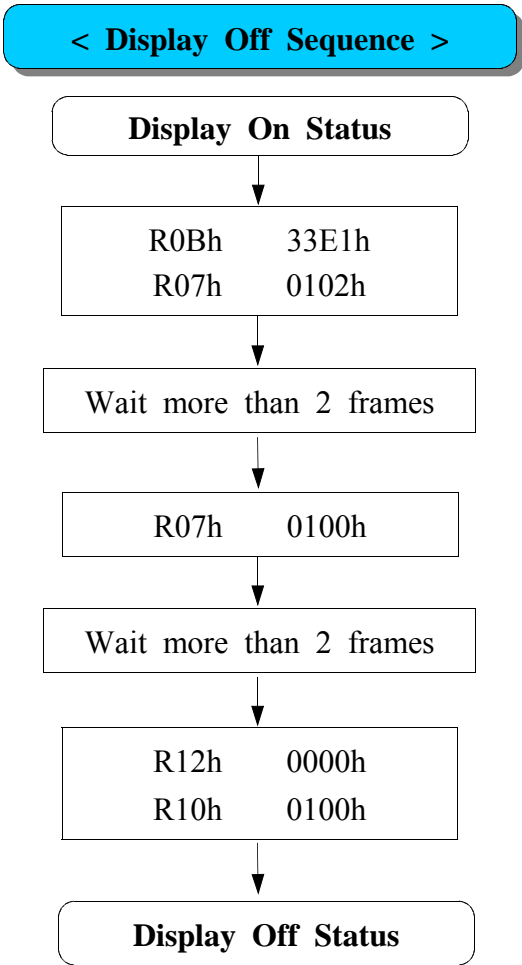 < Display Off Sequence >
Display On Status
R0Bh 33E1h
R07h 0102h
Wait more than 2 frames
R07h 0100h
Wait more than 2 frames
R12h 0000h
R10h 0100h
Display Off Status